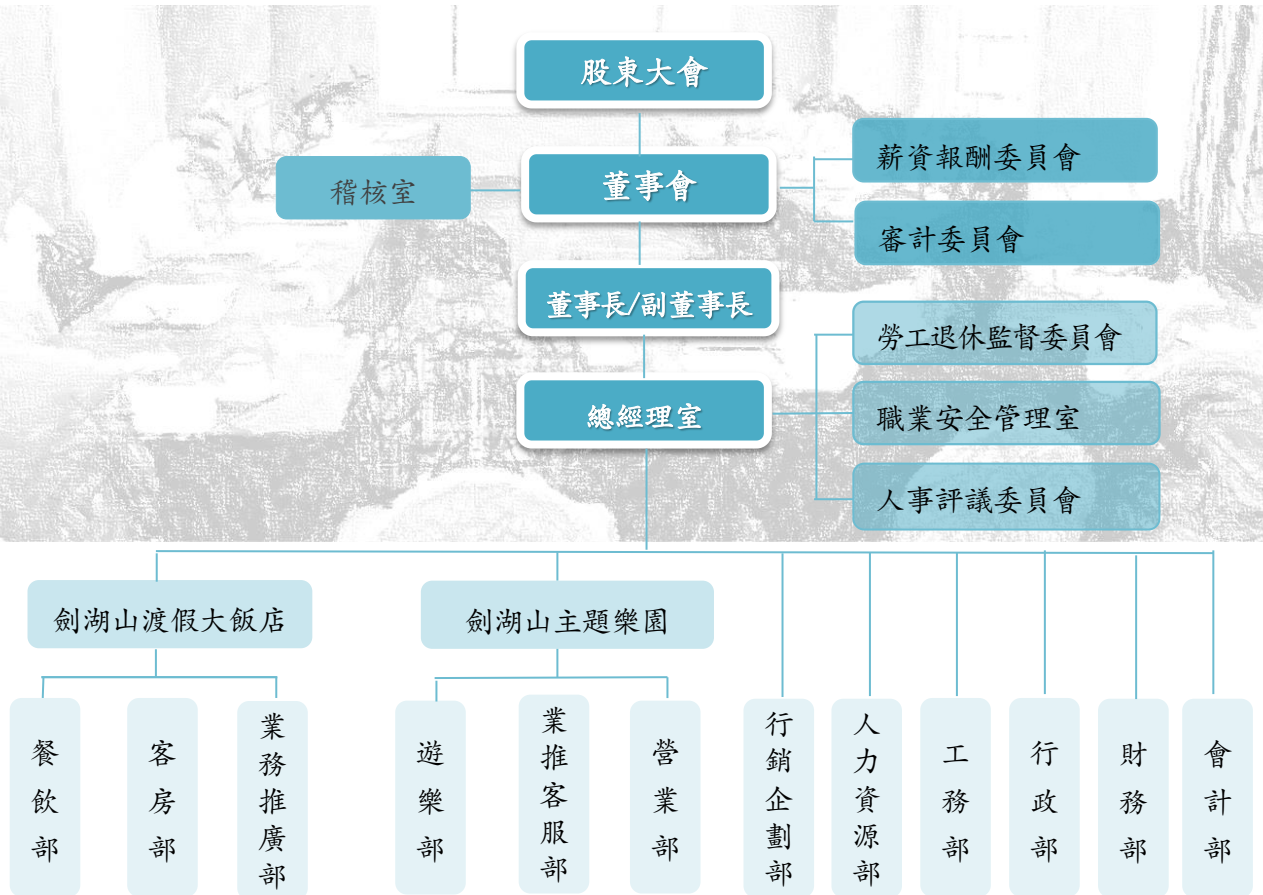 股東大會
稽核室
董事會
薪資報酬委員會
審計委員會
董事長/副董事長
總經理室
勞工退休監督委員會
職業安全管理室
人事評議委員會
劍湖山渡假大飯店
劍湖山主題樂園
餐飲部
客房部
業務推廣部
遊樂部
業推客服部
營業部
行銷企劃部
人力資源部
工務部
行政部
財務部
會計部